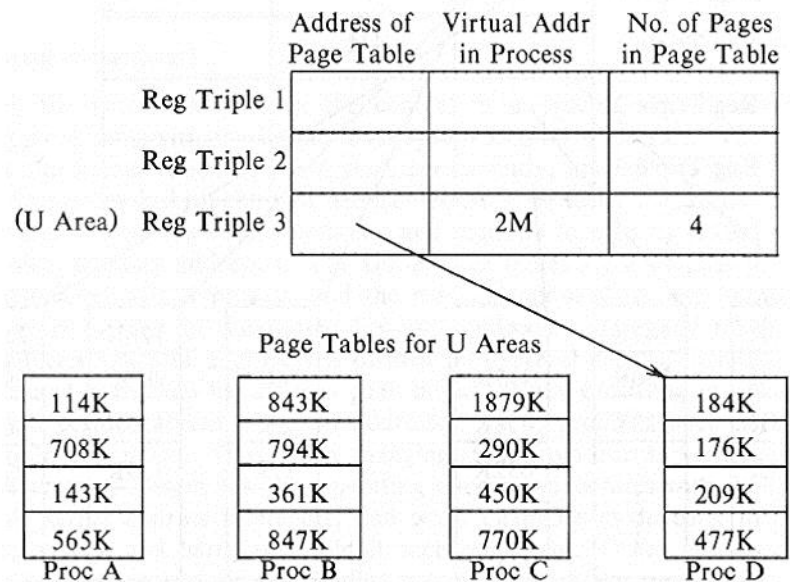 Address of Virtual Addr No. of Pages
Page Table in Process in Page Table
Reg Triple 1
Reg Triple 2
(U Area) Reg Triple 3 2M 4
Page Tables for U Areas
114K 843K 1879K 184K
708K 794K 290K 176K
143K 361K 450K 209K
565K 847K 770K 477K
Proc A Proc B Proc C Proc D